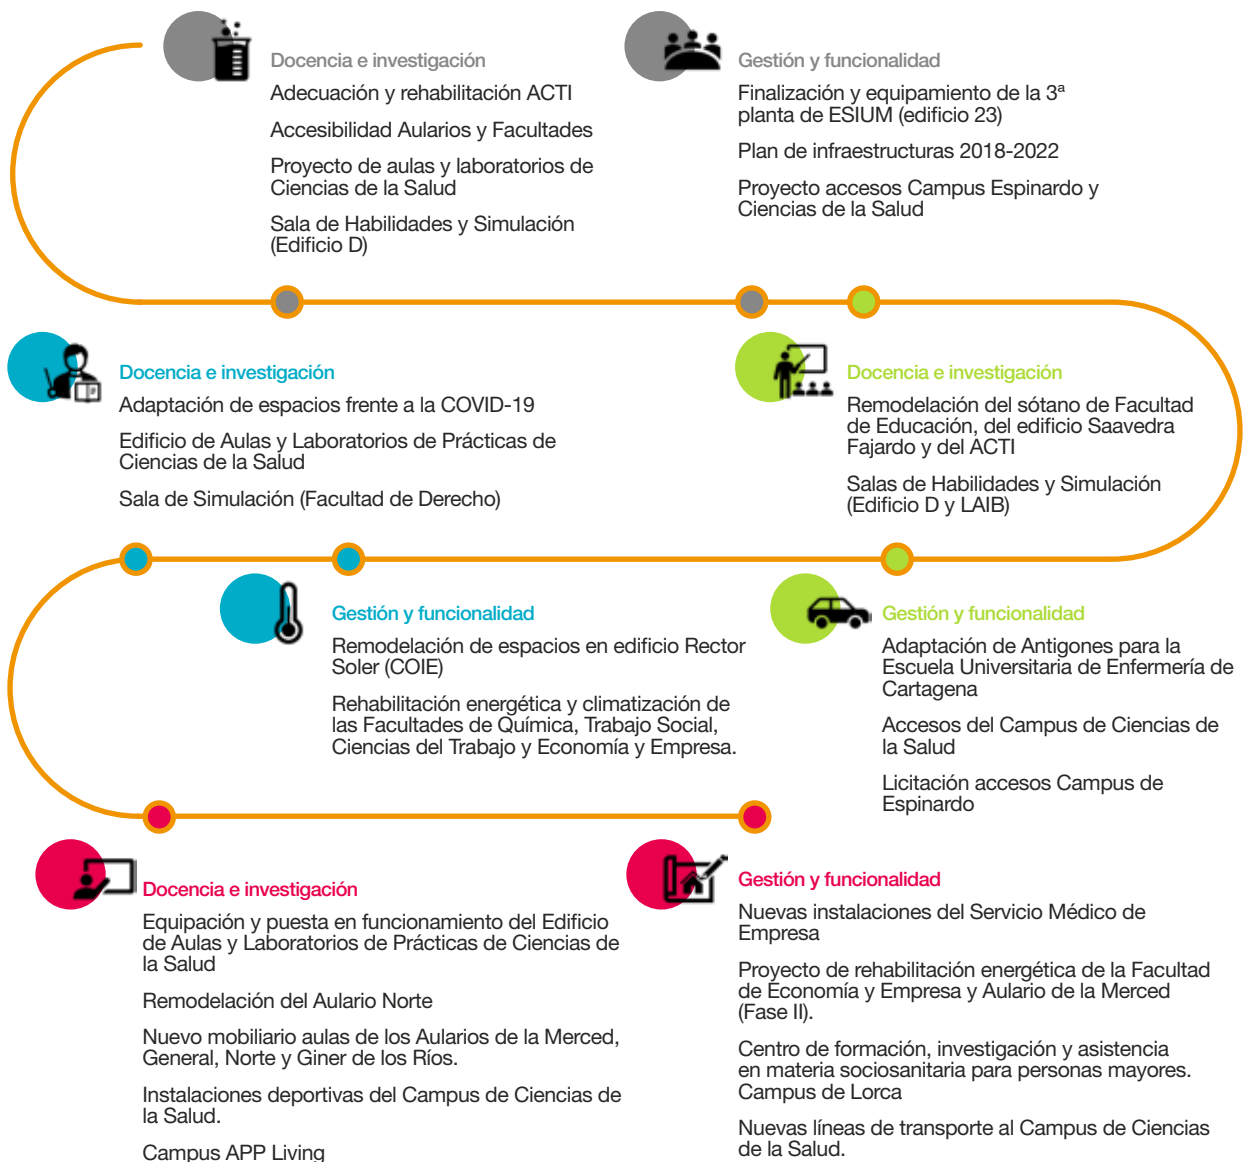 Docencia e investigación
Adecuación y rehabilitación ACTI
Accesibilidad Aularios y Facultades
Proyecto de aulas y laboratorios de
Ciencias de la Salud
Sala de Habilidades y Simulación
(Edificio D)
Gestión y funcionalidad
Finalización y equipamiento de la 3ª
planta de ESIUM (edificio 23)
Plan de infraestructuras 2018-2022
Proyecto accesos Campus Espinardo y
Ciencias de la Salud
Docencia e investigación
Adaptación de espacios frente a la COVID-19
Edificio de Aulas y Laboratorios de Prácticas de
Ciencias de la Salud
Sala de Simulación (Facultad de Derecho)
Docencia e investigación
Remodelación del sótano de Facultad
de Educación, del edificio Saavedra
Fajardo y del ACTI
Salas de Habilidades y Simulación
(Edificio D y LAIB)
Gestión y funcionalidad
Remodelación de espacios en edificio Rector
Soler (COIE)
Rehabilitación energética y climatización de
las Facultades de Química, Trabajo Social,
Ciencias del Trabajo y Economía y Empresa.
Gestión y funcionalidad
Adaptación de Antigones para la
Escuela Universitaria de Enfermería de
Cartagena
Accesos del Campus de Ciencias de
la Salud
Licitación accesos Campus de
Espinardo
Docencia e investigación
Equipación y puesta en funcionamiento del Edificio
de Aulas y Laboratorios de Prácticas de Ciencias de
la Salud
Remodelación del Aulario Norte
Nuevo mobiliario aulas de los Aularios de la Merced,
General, Norte y Giner de los Ríos.
Instalaciones deportivas del Campus de Ciencias de
la Salud.
Campus APP Living
Gestión y funcionalidad
Nuevas instalaciones del Servicio Médico de
Empresa
Proyecto de rehabilitación energética de la Facultad
de Economía y Empresa y Aulario de la Merced
(Fase II).
Centro de formación, investigación y asistencia
en materia sociosanitaria para personas mayores.
Campus de Lorca
Nuevas líneas de transporte al Campus de Ciencias
de la Salud.